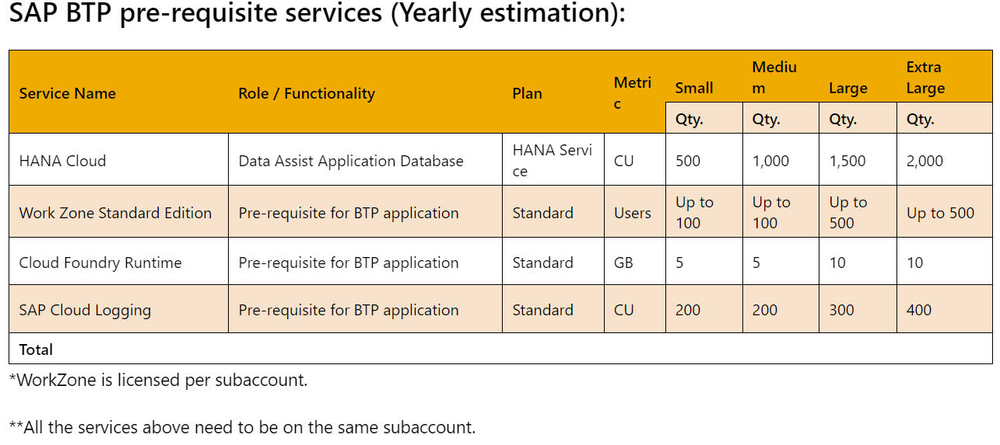 SAP BTP pre-requisite services (Yearly estimation):
Service Name Role / Functionality Plan Metri
c Small Mediu
m Large Extra
Large
Qty. Qty. Qty. Qty.
HANA Cloud Data Assist Application Database HANA Servi
ce CU 500 1,000 1,500 2,000
Work Zone Standard Edition Pre-requisite for BTP application Standard Users Up to
100 Up to
100 Up to
500 Up to 500
Cloud Foundry Runtime Pre-requisite for BTP application Standard GB 5 5 10 10
SAP Cloud Logging Pre-requisite for BTP application Standard CU 200 200 300 400
Total
*WorkZone is licensed per subaccount.
**All the services above need to be on the same subaccount.